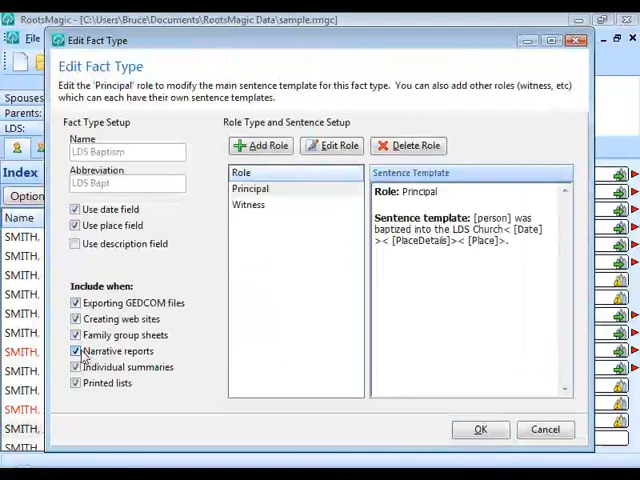 RootsMagic - [C:\Users\Bruce\Documents\RootsMagic Data\sample.rmgc]
File
Edit Fact Type
Edit Fact Type
Edit the 'Principal' role to modify the main sentence template for this fact type. You can also add other roles (witness, etc)
which can each have their own sentence templates.
Spouses
Parents:
LDS:
Index
Option
Name
SMITH,
SMITH,
SMITH,
SMITH,
SMITH,
SMITH,
SMITH,
SMITH,
SMITH,
SMITH,
SMITH,
SMITH,
Fact Type Setup
Name
LDS Baptism
Abbreviation
LDS Bapt
Use date field
Use place field
Use description field
Include when:
Exporting GEDCOM files
Creating web sites
Family group sheets
Narrative reports
Individual summaries
Printed lists
Role Type and Sentence Setup
Add Role
Edit Role
Delete Role
Role
Principal
Witness
Sentence Template
Role: Principal
Sentence template: [person] was
baptized into the LDS Church< [Date]
>< [PlaceDetails]>< [Place]>.
OK
Cancel